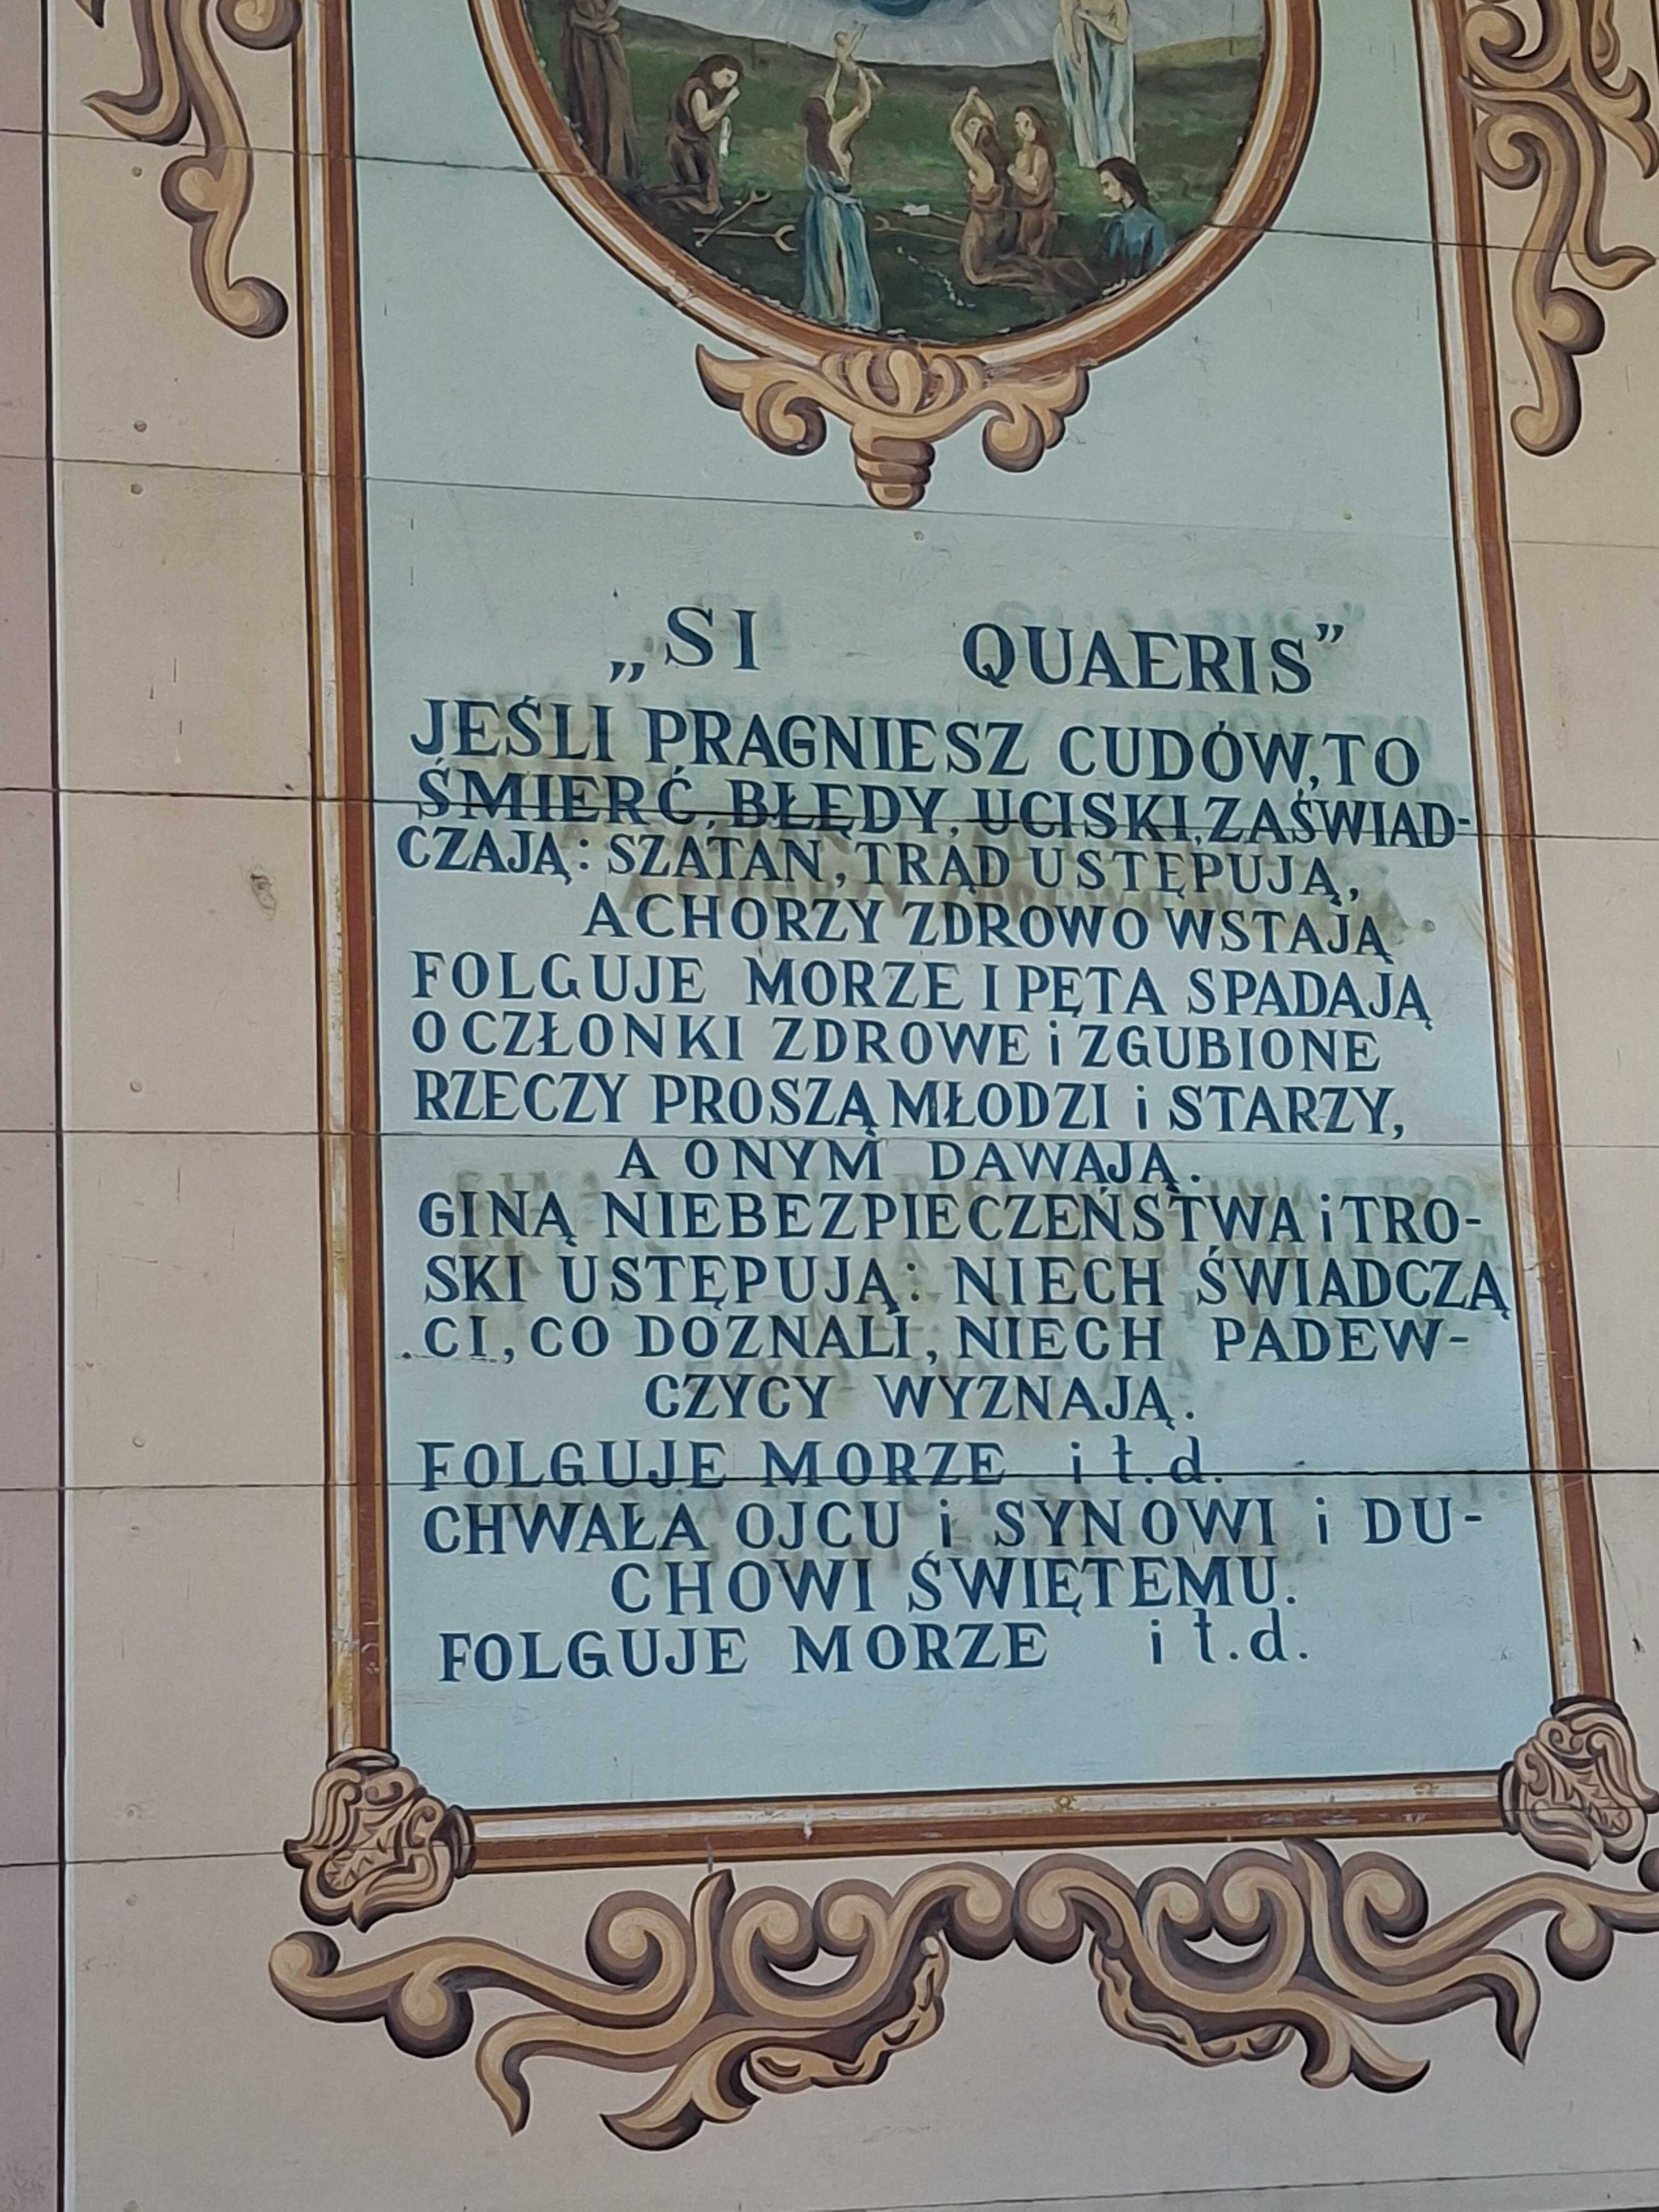 „SI QUAERIS”
JEŚLI PRAGNIESZ CUDÓW, TO
ŚMIERĆ, BŁĘDY, UCISKI, ZAŚWIAD-
CZAJĄ: SZATAN, TRĄD USTĘPUJĄ,
A CHORZY ZDROWO WSTAJĄ
FOLGUJE MORZE I PĘTA SPADAJĄ
O CZŁONKI ZDROWE i ZGUBIONE
RZECZY PROSZĄ MŁODZI i STARZY,
A ONYM DAWAJĄ.
GINĄ NIEBEZPIECZEŃSTWA i TRO-
SKI USTĘPUJĄ: NIECH ŚWIADCZĄ
CI, CO DOZNALI, NIECH PADEW-
CZYCY WYZNAJĄ.
FOLGUJE MORZE i t.d.
CHWAŁA OJCU i SYNOWI i DU-
CHOWI ŚWIĘTEMU.
FOLGUJE MORZE i t.d.